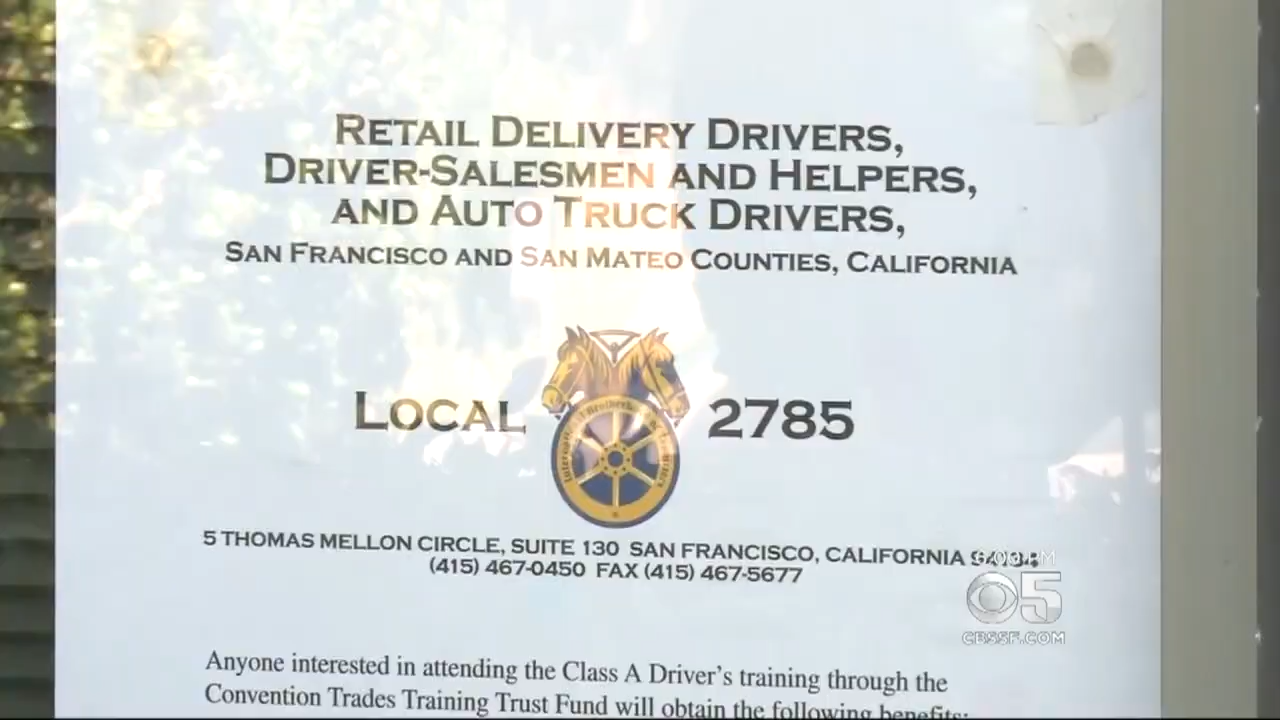 RETAIL DELIVERY DRIVERS,
DRIVER-SALESMEN AND HELPERS,
AND AUTO TRUCK DRIVERS,
SAN FRANCISCO AND SAN MATEO COUNTIES, CALIFORNIA
LOCAL 2785
5 THOMAS MELLON CIRCLE, SUITE 130 SAN FRANCISCO, CALIFORNIA
(415) 467-0450 FAX (415) 467-5677
5
CBSSF.COM
Anyone interested in attending the Class A Driver's training through the
Convention Trades Training Trust Fund will obtain the following benefits: